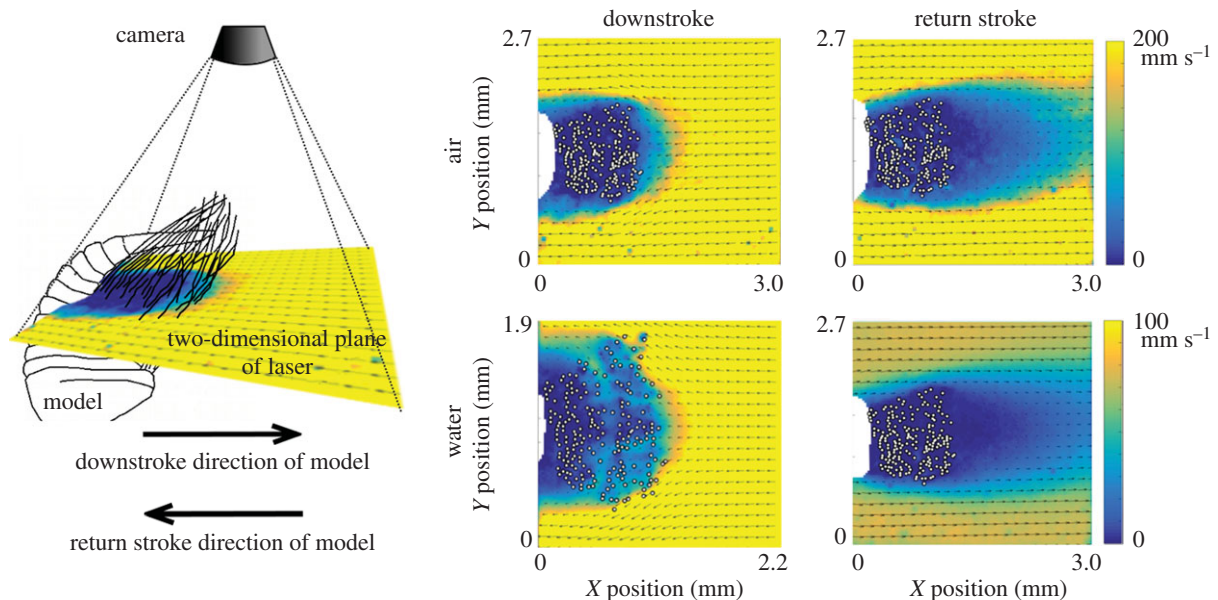 camera
two-dimensional plane
of laser
model
downstroke direction of model
return stroke direction of model
downstroke
return stroke
air
Y position (mm)
2.7
0
0
3.0
0
3.0
200
mm s⁻¹
0
water
Y position (mm)
1.9
0
0
2.2
X position (mm)
2.7
0
0
3.0
X position (mm)
100
mm s⁻¹
0